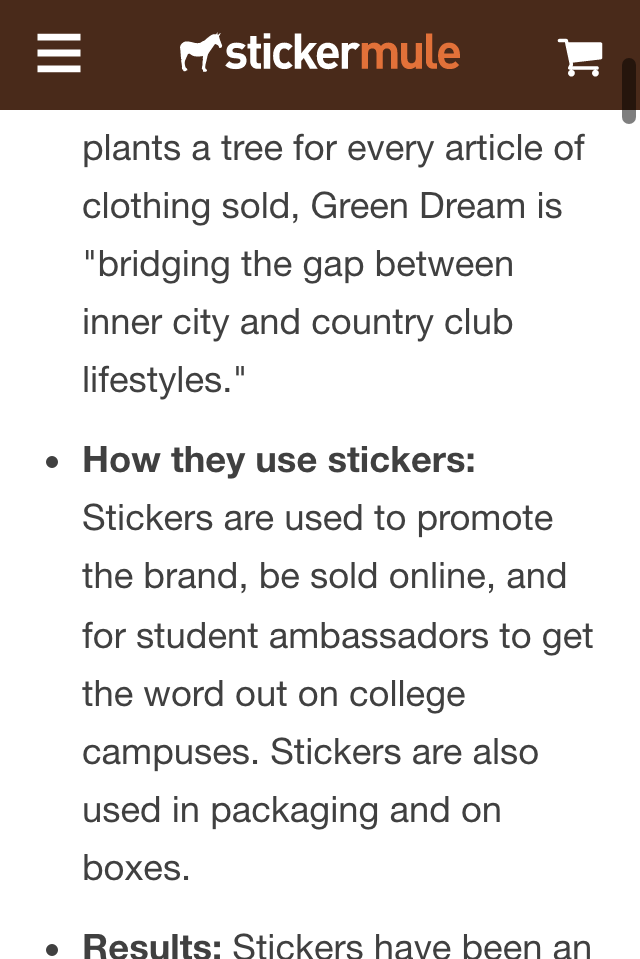 stickermule
plants a tree for every article of
clothing sold, Green Dream is
"bridging the gap between
inner city and country club
lifestyles."
• How they use stickers:
Stickers are used to promote
the brand, be sold online, and
for student ambassadors to get
the word out on college
campuses. Stickers are also
used in packaging and on
boxes.
• Results: Stickers have been an